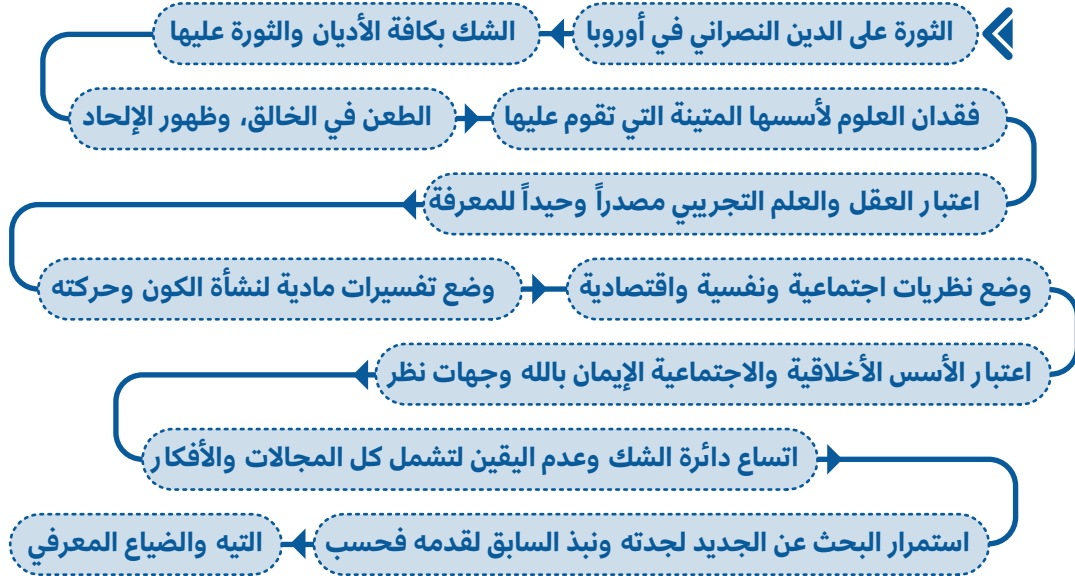 الثورة على الدين النصراني في أوروبا
الشك بكافة الأديان والثورة عليها
الطعن في الخالق، وظهور الإلحاد
فقدان العلوم لأسسها المتينة التي تقوم عليها
اعتبار العقل والعلم التجريبي مصدراً وحيداً للمعرفة
وضع تفسيرات مادية لنشأة الكون وحركته
وضع نظريات اجتماعية ونفسية واقتصادية
اعتبار الأسس الأخلاقية والاجتماعية الإيمان بالله وجهات نظر
اتساع دائرة الشك وعدم اليقين لتشمل كل المجالات والأفكار
استمرار البحث عن الجديد لجدته ونبذ السابق لقدمه فحسب
التيه والضياع المعرفي